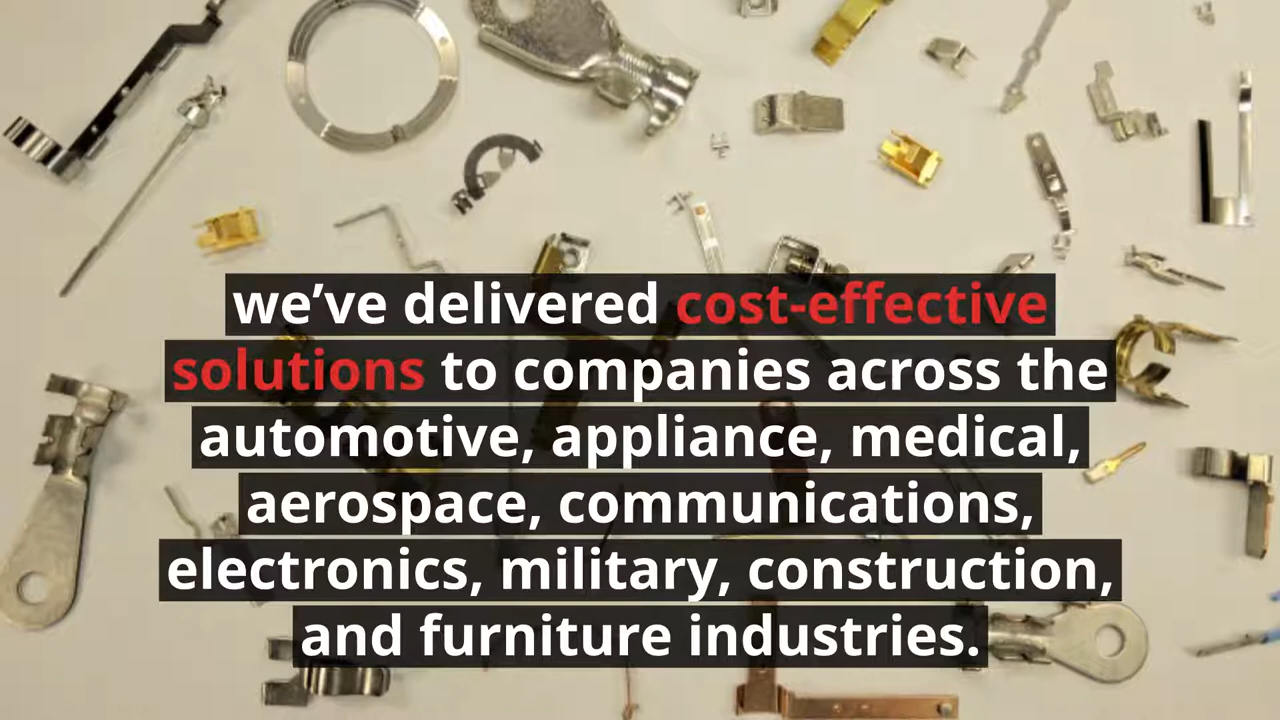 we’ve delivered cost-effective
solutions to companies across the
automotive, appliance, medical,
aerospace, communications,
electronics, military, construction,
and furniture industries.